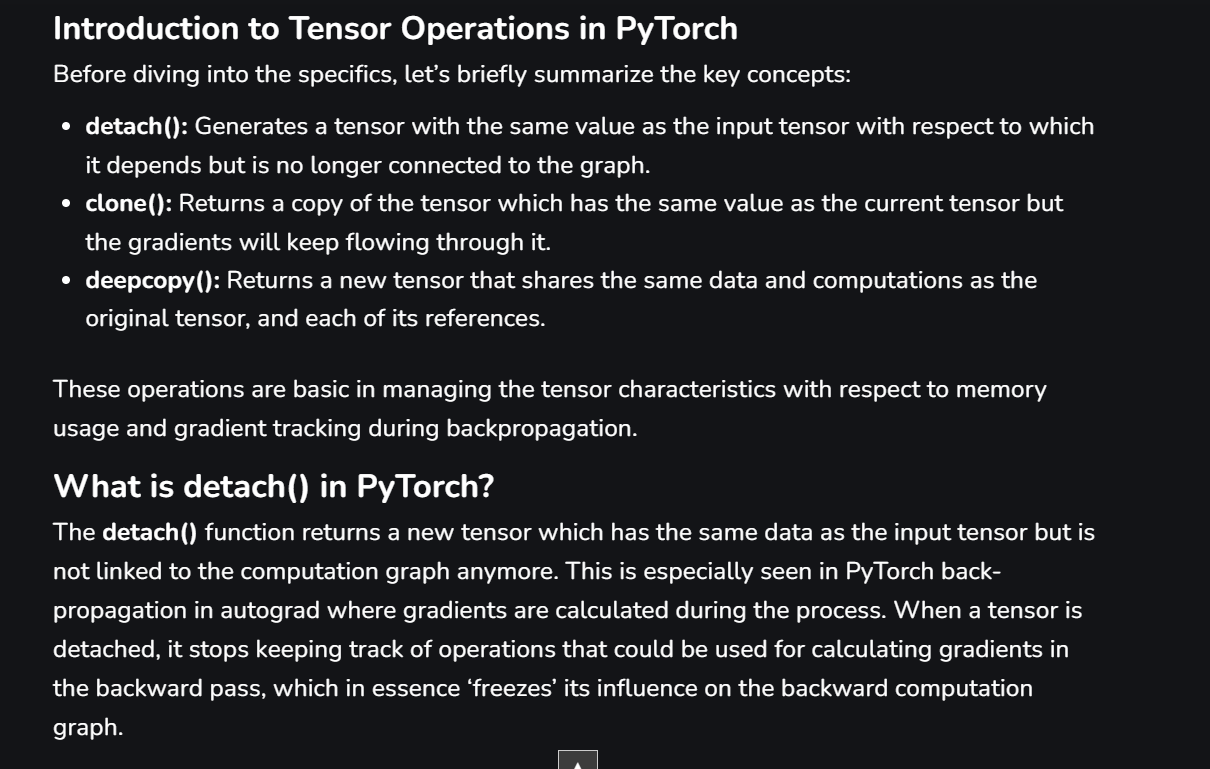 Introduction to Tensor Operations in PyTorch
Before diving into the specifics, let’s briefly summarize the key concepts:
• detach(): Generates a tensor with the same value as the input tensor with respect to which
it depends but is no longer connected to the graph.
• clone(): Returns a copy of the tensor which has the same value as the current tensor but
the gradients will keep flowing through it.
• deepcopy(): Returns a new tensor that shares the same data and computations as the
original tensor, and each of its references.
These operations are basic in managing the tensor characteristics with respect to memory
usage and gradient tracking during backpropagation.
What is detach() in PyTorch?
The detach() function returns a new tensor which has the same data as the input tensor but is
not linked to the computation graph anymore. This is especially seen in PyTorch back-
propagation in autograd where gradients are calculated during the process. When a tensor is
detached, it stops keeping track of operations that could be used for calculating gradients in
the backward pass, which in essence ‘freezes’ its influence on the backward computation
graph.